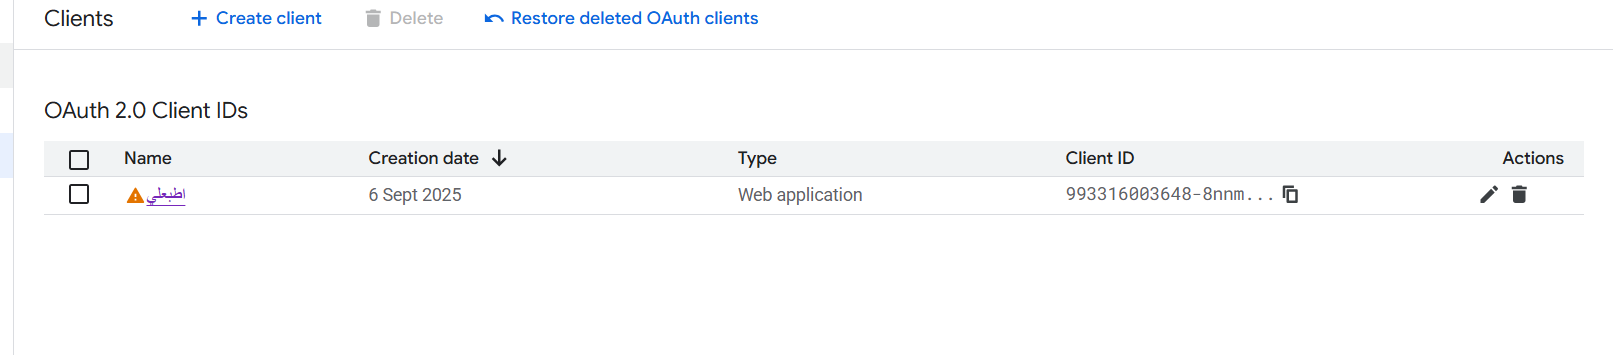 Clients
Create client
Delete
Restore deleted OAuth clients
OAuth 2.0 Client IDs
Name Creation date Type Client ID Actions
اطبعلي 6 Sept 2025 Web application 993316003648-8nnm...